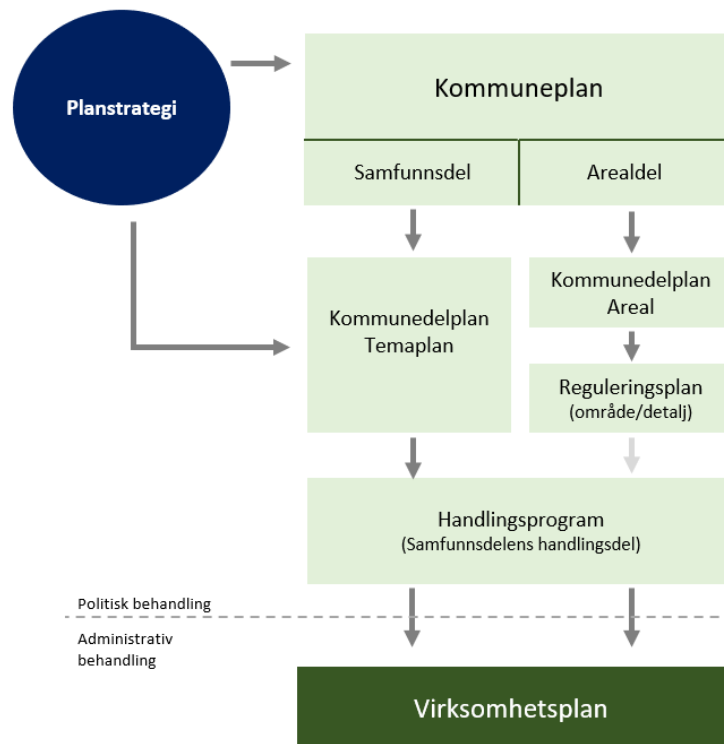 Planstrategi
Kommuneplan
Samfunnsdel
Arealdel
Kommunedelplan
Temaplan
Kommunedelplan
Areal
Reguleringsplan
(område/detalj)
Handlingsprogram
(Samfunnsdelens handlingsdel)
Politisk behandling
Administrativ
behandling
Virksomhetsplan